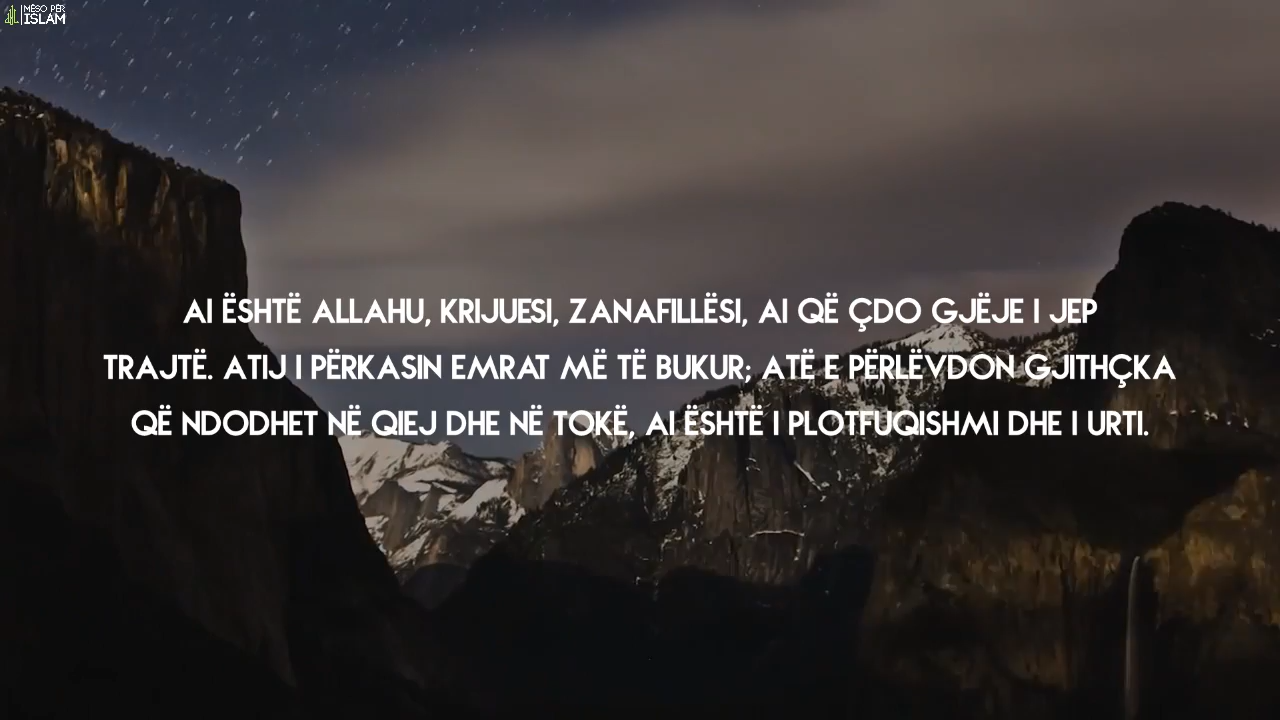 MËSO PËR
ISLAM
AI ËSHTË ALLAHU, KRIJUESI, ZANAFILLËSI, AI QË ÇDO GJËJE I JEP
TRAJTË. ATIJ I PËRKASIN EMRAT MË TË BUKUR; ATË E PËRLËVDON GJITHÇKA
QË NDODHET NË QIEJ DHE NË TOKË, AI ËSHTË I PLOTFUQISHMI DHE I URTI.